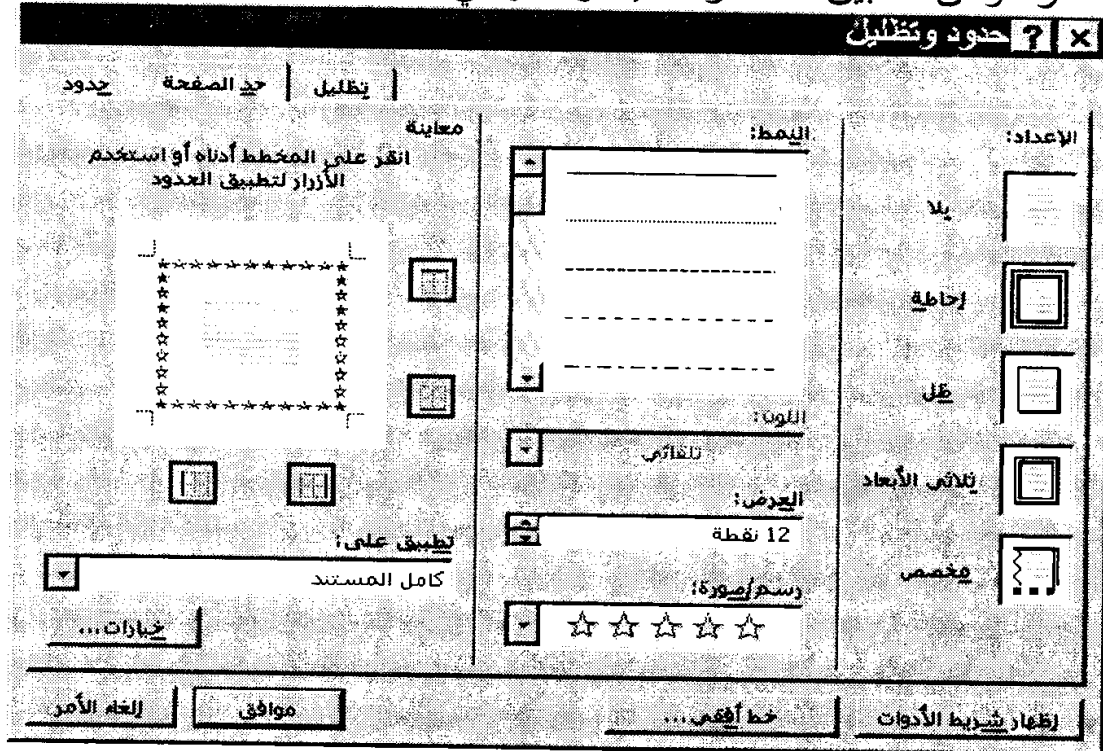 حدود وتظليل
تظليل
حد الصفحة
حدود
الإعداد:
بلا
إحاطة
ظل
ثلاثي الأبعاد
مخصص
النمط:
اللون:
تلقائي
العرض:
12 نقطة
رسم/صورة:
معاينة
انقر على المخطط أدناه أو استخدم
الأزرار لتطبيق الحدود
تطبيق على:
كامل المستند
خيارات...
إظهار شريط الأدوات
خط أفقي...
موافق
إلغاء الأمر